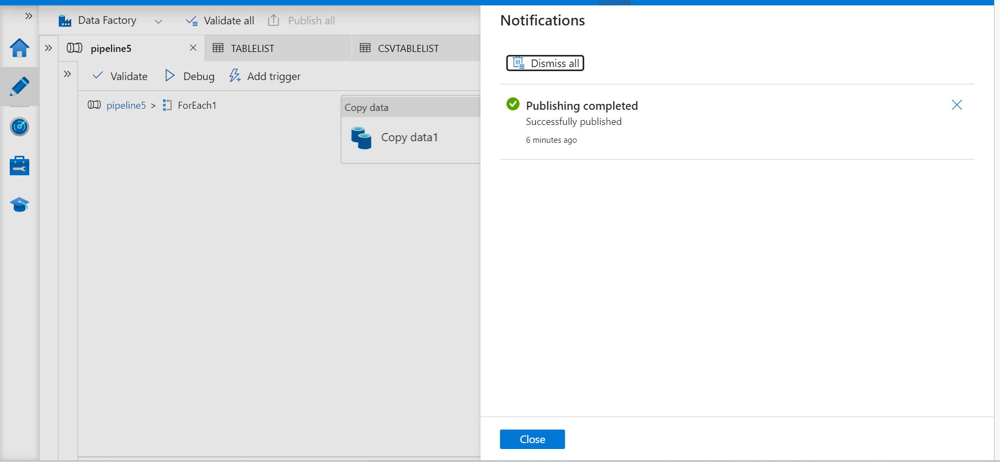 Data Factory
Validate all
Publish all
pipeline5
TABLELIST
CSVTABLELIST
Validate
Debug
Add trigger
pipeline5 > ForEach1
Copy data
Copy data1
Notifications
Dismiss all
Publishing completed
Successfully published
6 minutes ago
Close